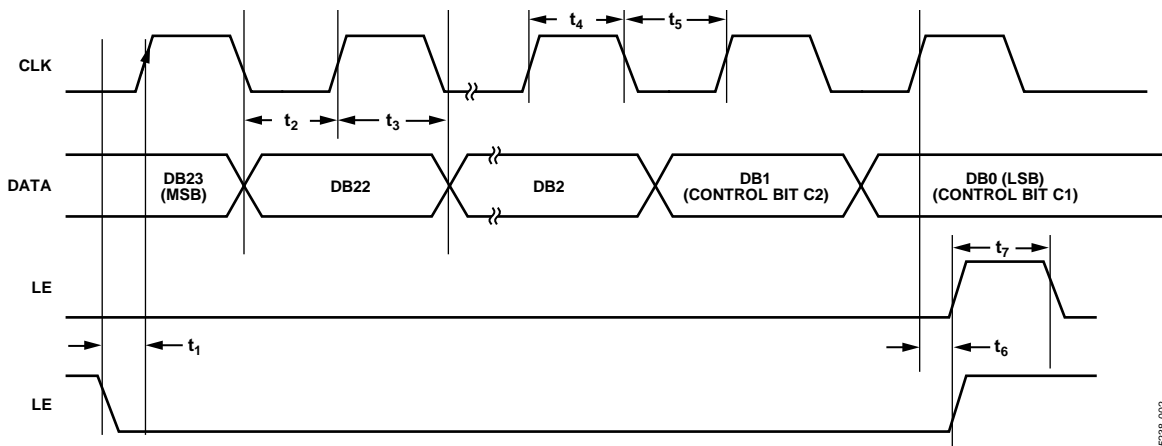 t4
t5
CLK
t2
t3
DATA
DB23
(MSB)
DB22
DB2
DB1
(CONTROL BIT C2)
DB0 (LSB)
(CONTROL BIT C1)
t7
LE
t1
t6
LE